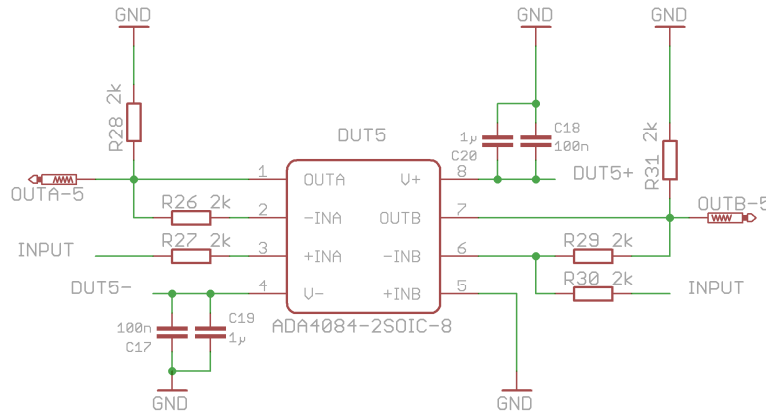 GND
GND
GND
R28 2k
DUT5
1µ
C20
C18
100n
R31 2k
OUTA-5
1
OUTA
V+
8
DUT5+
OUTB-5
R26 2k
2
-INA
OUTB
7
INPUT
R27 2k
3
+INA
-INB
6
R29 2k
DUT5-
4
V-
+INB
5
R30 2k
INPUT
100n
C17
C19
1µ
ADA4084-2SOIC-8
GND
GND